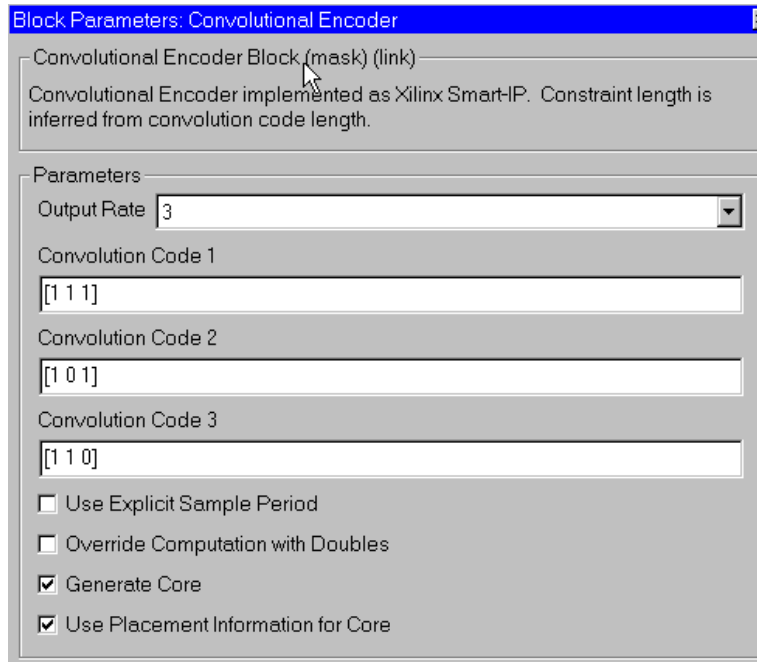 Block Parameters: Convolutional Encoder
Convolutional Encoder Block (mask) (link)
Convolutional Encoder implemented as Xilinx Smart-IP.  Constraint length is
inferred from convolution code length.
Parameters
Output Rate 3
Convolution Code 1
[1 1 1]
Convolution Code 2
[1 0 1]
Convolution Code 3
[1 1 0]
Use Explicit Sample Period
Override Computation with Doubles
Generate Core
Use Placement Information for Core